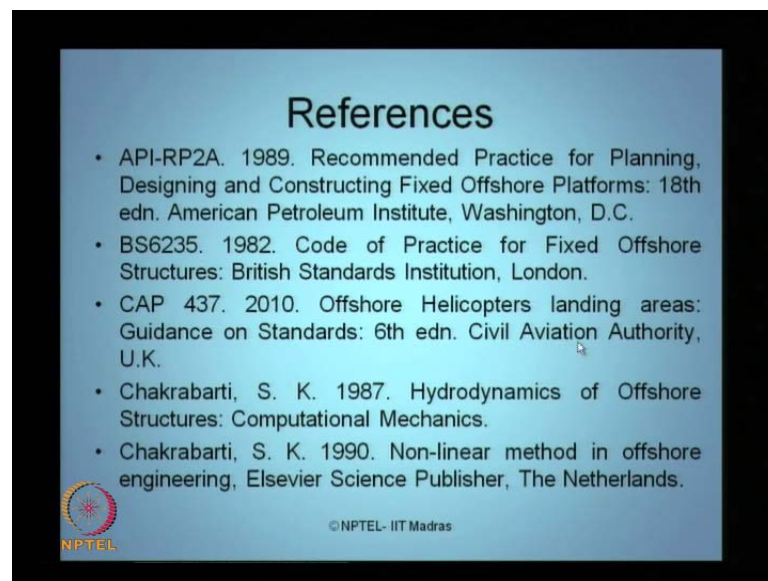 References
• API-RP2A. 1989. Recommended Practice for Planning,
Designing and Constructing Fixed Offshore Platforms: 18th
edn. American Petroleum Institute, Washington, D.C.
• BS6235. 1982. Code of Practice for Fixed Offshore
Structures: British Standards Institution, London.
• CAP 437. 2010. Offshore Helicopters landing areas:
Guidance on Standards: 6th edn. Civil Aviation Authority,
U.K.
• Chakrabarti, S. K. 1987. Hydrodynamics of Offshore
Structures: Computational Mechanics.
• Chakrabarti, S. K. 1990. Non-linear method in offshore
engineering, Elsevier Science Publisher, The Netherlands.
©NPTEL- IIT Madras
NPTEL